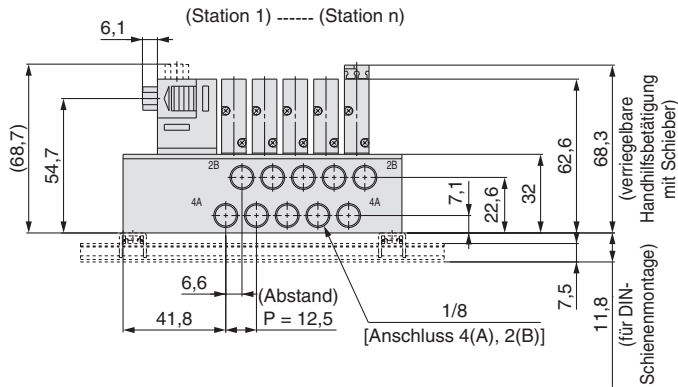 (Station 1) ------ (Station n)
6,1
(68,7)
54,7
2B
2B
4A
4A
7,1
22,6
32
62,6
68,3
(verriegelbare
Handhilfsbetätigung
mit Schieber)
6,6
(Abstand)
P = 12,5
41,8
1/8
[Anschluss 4(A), 2(B)]
7,5
11,8
(für DIN-
Schienenmontage)